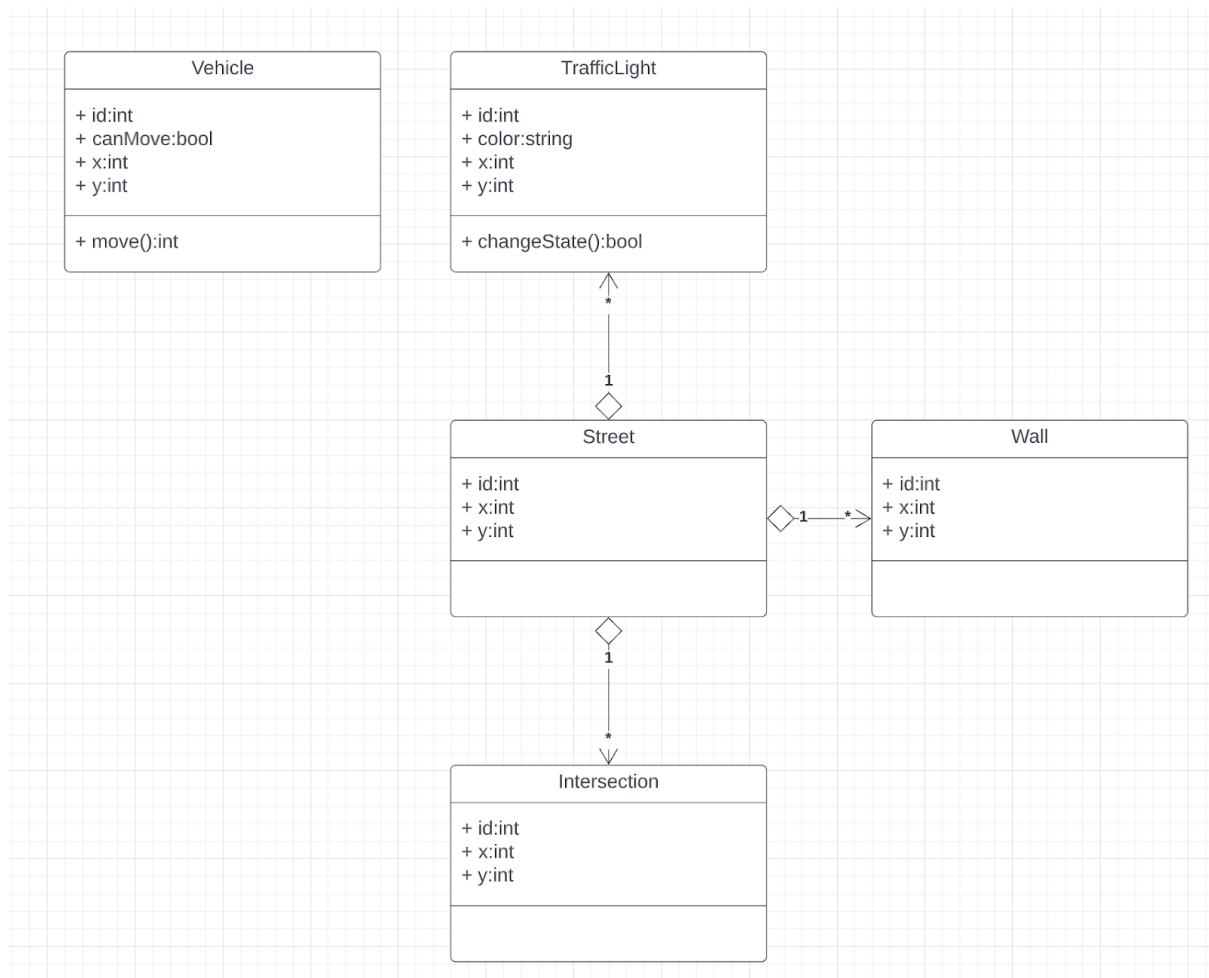 Vehicle
+ id:int
+ canMove:bool
+ x:int
+ y:int
+ move():int
TrafficLight
+ id:int
+ color:string
+ x:int
+ y:int
+ changeState():bool
*
1
Street
+ id:int
+ x:int
+ y:int
1
*
Wall
+ id:int
+ x:int
+ y:int
1
*
Intersection
+ id:int
+ x:int
+ y:int